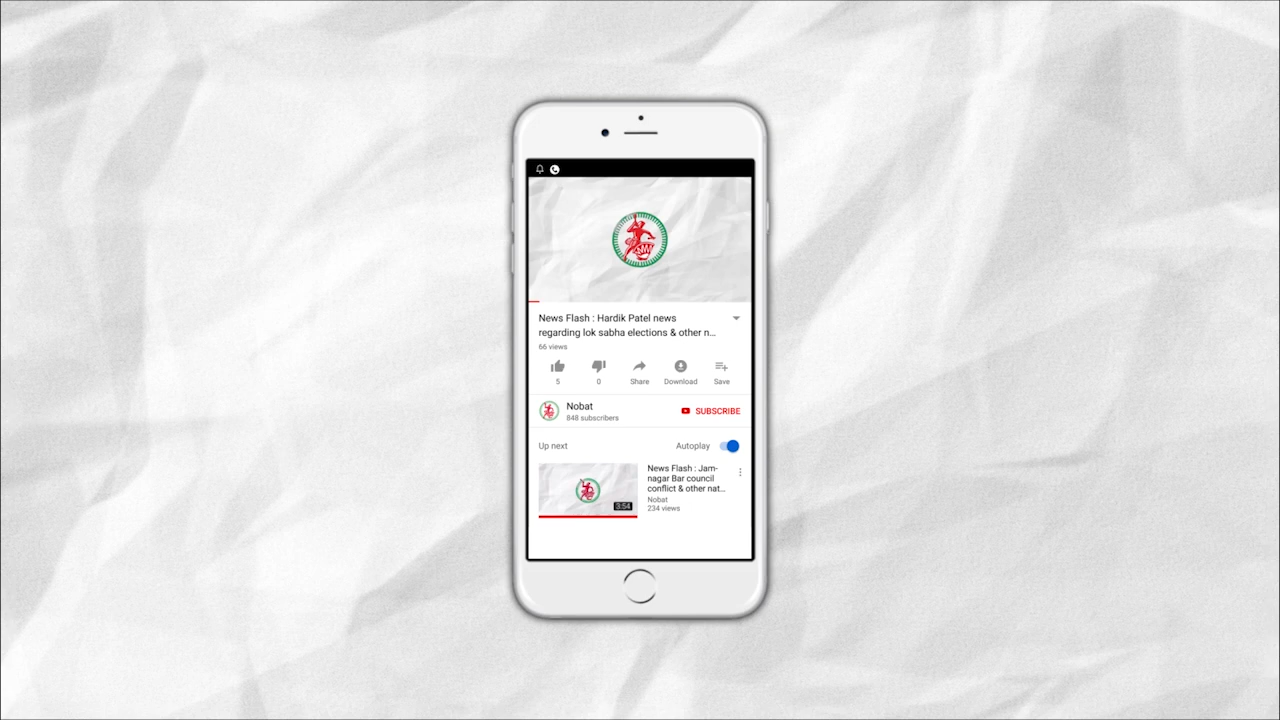 News Flash : Hardik Patel news
regarding lok sabha elections & other n...
66 views
5
0
Share
Download
Save
Nobat
848 subscribers
SUBSCRIBE
Up next
Autoplay
3:54
News Flash : Jam-
nagar Bar council
conflict & other nat...
Nobat
234 views